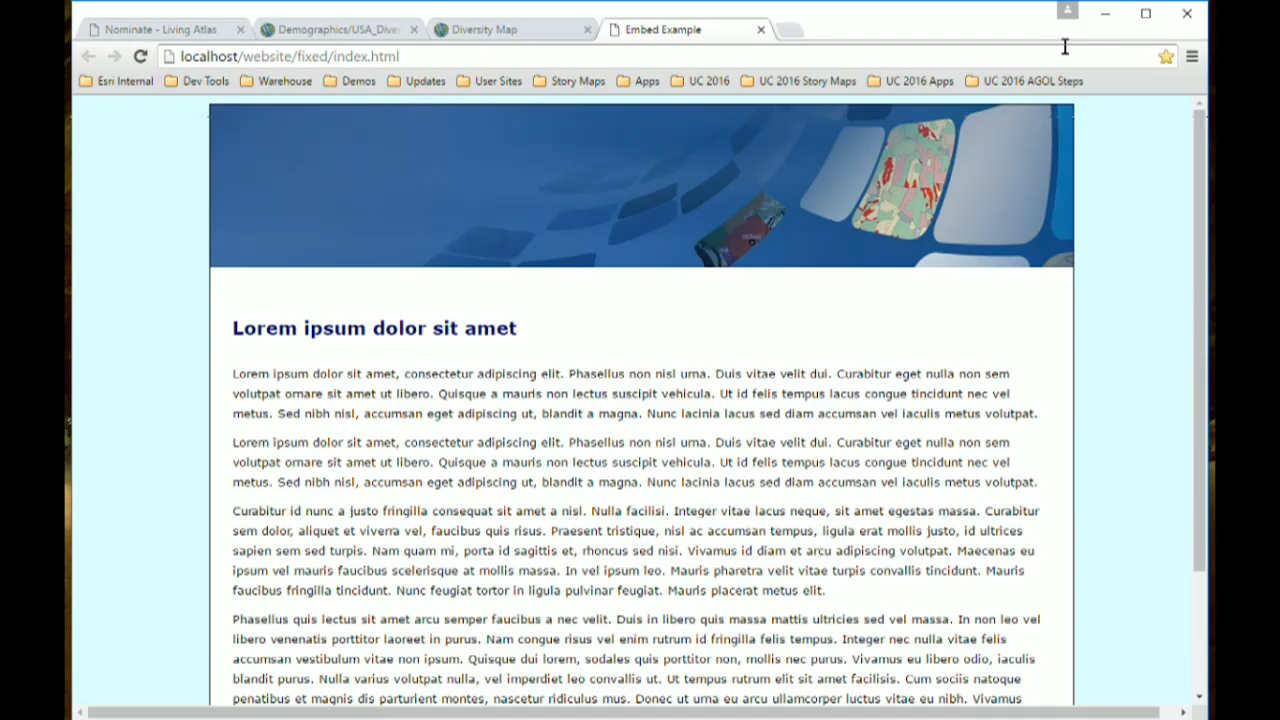 Nominate - Living Atlas
Demographics/USA_Dive
Diversity Map
Embed Example
localhost/website/fixed/index.html
Esri Internal
Dev Tools
Warehouse
Demos
Updates
User Sites
Story Maps
Apps
UC 2016
UC 2016 Story Maps
UC 2016 Apps
UC 2016 AGOL Steps
Lorem ipsum dolor sit amet
Lorem ipsum dolor sit amet, consectetur adipiscing elit. Phasellus non nisl urna. Duis vitae velit dui. Curabitur eget nulla non sem
volutpat ornare sit amet ut libero. Quisque a mauris non lectus suscipit vehicula. Ut id felis tempus lacus congue tincidunt nec vel
metus. Sed nibh nisl, accumsan eget adipiscing ut, blandit a magna. Nunc lacinia lacus sed diam accumsan vel iaculis metus volutpat.
Lorem ipsum dolor sit amet, consectetur adipiscing elit. Phasellus non nisl urna. Duis vitae velit dui. Curabitur eget nulla non sem
volutpat ornare sit amet ut libero. Quisque a mauris non lectus suscipit vehicula. Ut id felis tempus lacus congue tincidunt nec vel
metus. Sed nibh nisl, accumsan eget adipiscing ut, blandit a magna. Nunc lacinia lacus sed diam accumsan vel iaculis metus volutpat.
Curabitur id nunc a justo fringilla consequat sit amet a nisl. Nulla facilisi. Integer vitae lacus neque, sit amet egestas massa. Curabitur
sem dolor, aliquet et viverra vel, faucibus quis risus. Praesent tristique, nisl ac accumsan tempus, ligula erat mollis justo, id ultrices
sapien sem sed turpis. Nam quam mi, porta id sagittis et, rhoncus sed nisi. Vivamus id diam et arcu adipiscing volutpat. Maecenas eu
ipsum vel mauris faucibus scelerisque at mollis massa. In vel ipsum leo. Mauris pharetra velit vitae turpis convallis tincidunt. Mauris
faucibus fringilla tincidunt. Nunc feugiat tortor in ligula pulvinar feugiat. Mauris placerat metus elit.
Phasellus quis lectus sit amet arcu semper faucibus a nec velit. Duis in libero quis massa mattis ultricies sed vel massa. In non leo vel
libero venenatis porttitor laoreet in purus. Nam congue risus vel enim rutrum id fringilla felis tempus. Integer nec nulla vitae felis
accumsan vestibulum vitae non ipsum. Quisque dui lorem, sodales quis porttitor non, mollis nec purus. Vivamus eu libero odio, iaculis
blandit purus. Nulla varius volutpat nulla, vel imperdiet leo convallis ut. Ut tempus rutrum elit sit amet facilisis. Cum sociis natoque
penatibus et magnis dis parturient montes, nascetur ridiculus mus. Donec ut urna eu arcu ullamcorper luctus vitae eu nibh. Vivamus